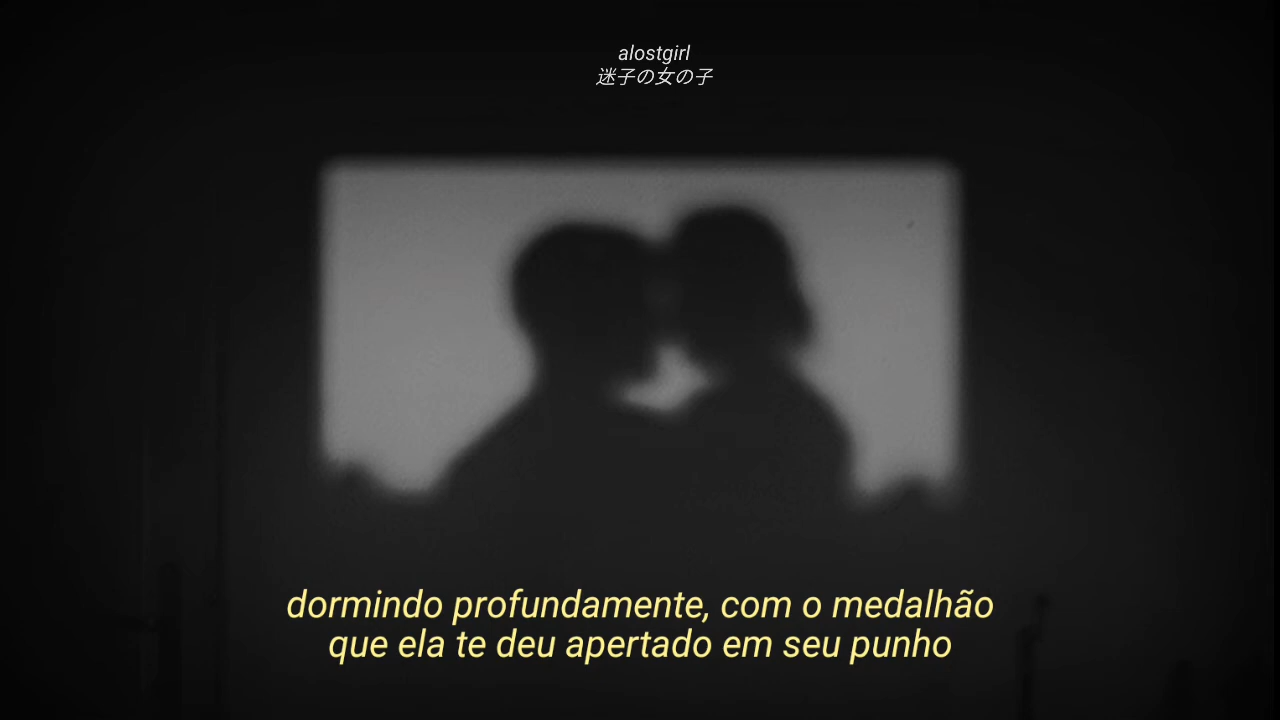 alostgirl
迷子の女の子
dormindo profundamente, com o medalhão
que ela te deu apertado em seu punho